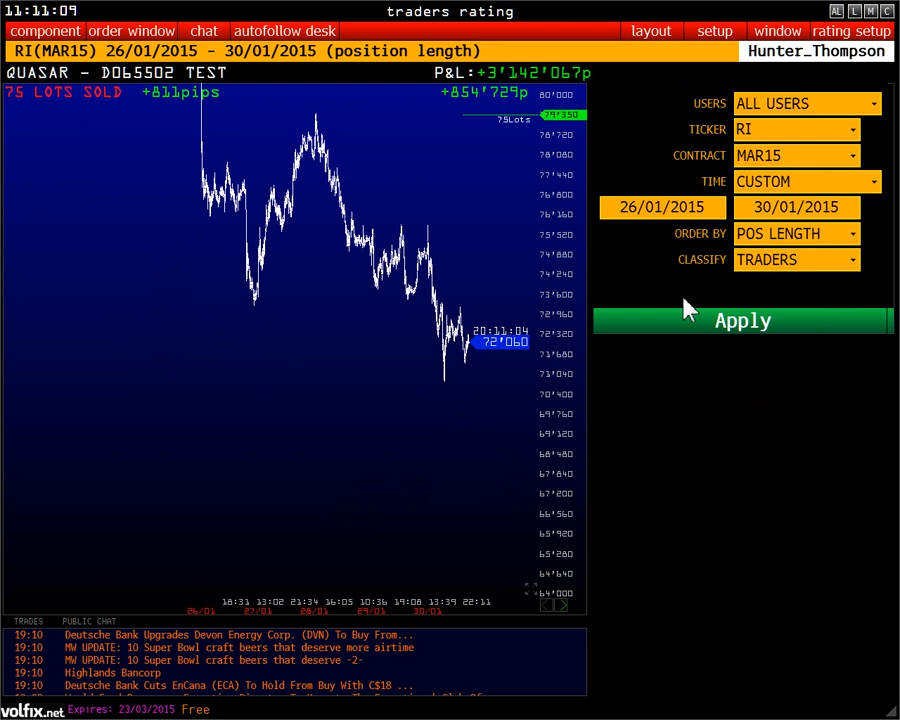 11:11:09
traders rating
AL L M C
component order window chat autofollow desk layout setup window rating setup
RI(MAR15) 26/01/2015 - 30/01/2015 (position length)
Hunter_Thompson
QUASAR - D065502 TEST
P&L:+3'142'067p
75 LOTS SOLD +811pips +854'729p
75Lots
80'000
79'350
78'720
78'080
77'440
76'800
76'160
75'520
74'880
74'240
73'600
72'960
72'320
71'680
71'040
70'400
69'760
69'120
68'480
67'840
67'200
66'560
65'920
65'280
64'640
64'000
20:11:04
72'060
18:31 13:02 21:34 16:05 10:36 19:08 13:39 22:11
26/01 27/01 28/01 29/01 30/01
USERS ALL USERS
TICKER RI
CONTRACT MAR15
TIME CUSTOM
26/01/2015 30/01/2015
ORDER BY POS LENGTH
CLASSIFY TRADERS
Apply
TRADES PUBLIC CHAT
19:10 Deutsche Bank Upgrades Devon Energy Corp. (DVN) To Buy From...
19:10 MW UPDATE: 10 Super Bowl craft beers that deserve more airtime
19:10 MW UPDATE: 10 Super Bowl craft beers that deserve -2-
19:10 Highlands Bancorp
19:10 Deutsche Bank Cuts EnCana (ECA) To Hold From Buy With C$18 ...
volfix.net Expires: 23/03/2015 Free